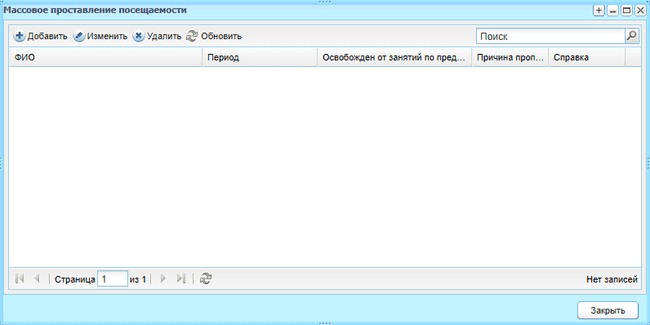 Массовое проставление посещаемости
Добавить Изменить Удалить Обновить Поиск
ФИО Период Освобожден от занятий по пред... Причина проп... Справка
Страница 1 из 1 Нет записей
Закрыть